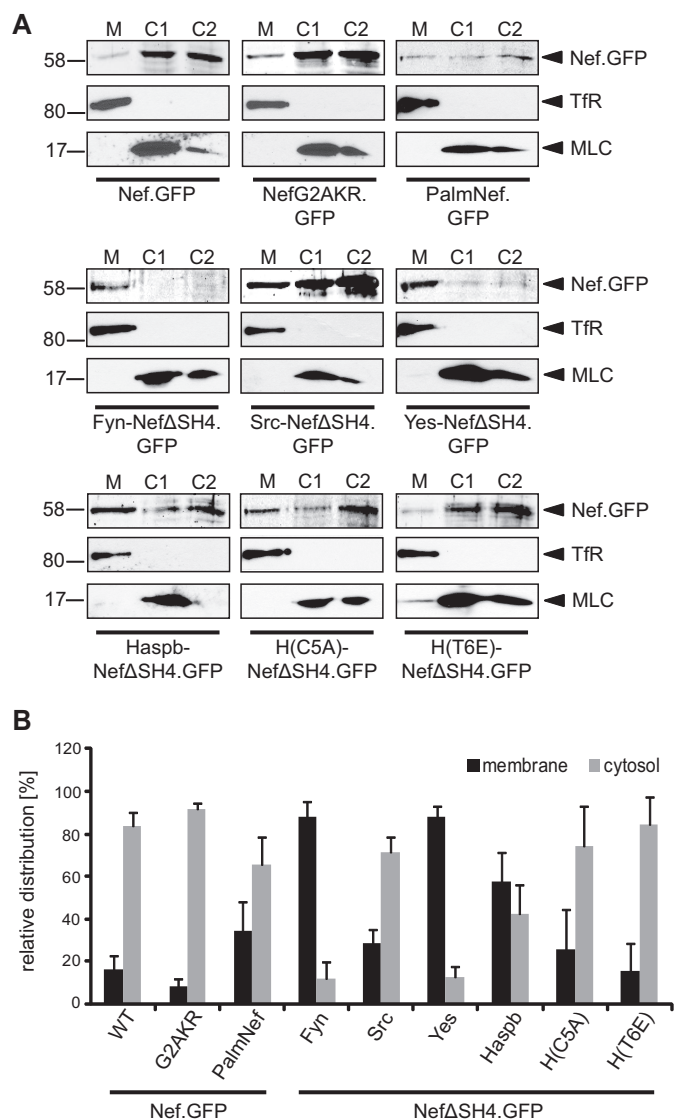 A
M C1 C2 M C1 C2 M C1 C2
58 Nef.GFP
80 TfR
17 MLC
Nef.GFP NefG2AKR. PalmNef.
GFP GFP
M C1 C2 M C1 C2 M C1 C2
58 Nef.GFP
80 TfR
17 MLC
Fyn-NefΔSH4. Src-NefΔSH4. Yes-NefΔSH4.
GFP GFP GFP
M C1 C2 M C1 C2 M C1 C2
58 Nef.GFP
80 TfR
17 MLC
Haspb- H(C5A)- H(T6E)-
NefΔSH4.GFP NefΔSH4.GFP NefΔSH4.GFP
B
relative distribution [%]
120
100
80
60
40
20
0
membrane cytosol
WT G2AKR PalmNef Fyn Src Yes Haspb H(C5A) H(T6E)
Nef.GFP NefΔSH4.GFP